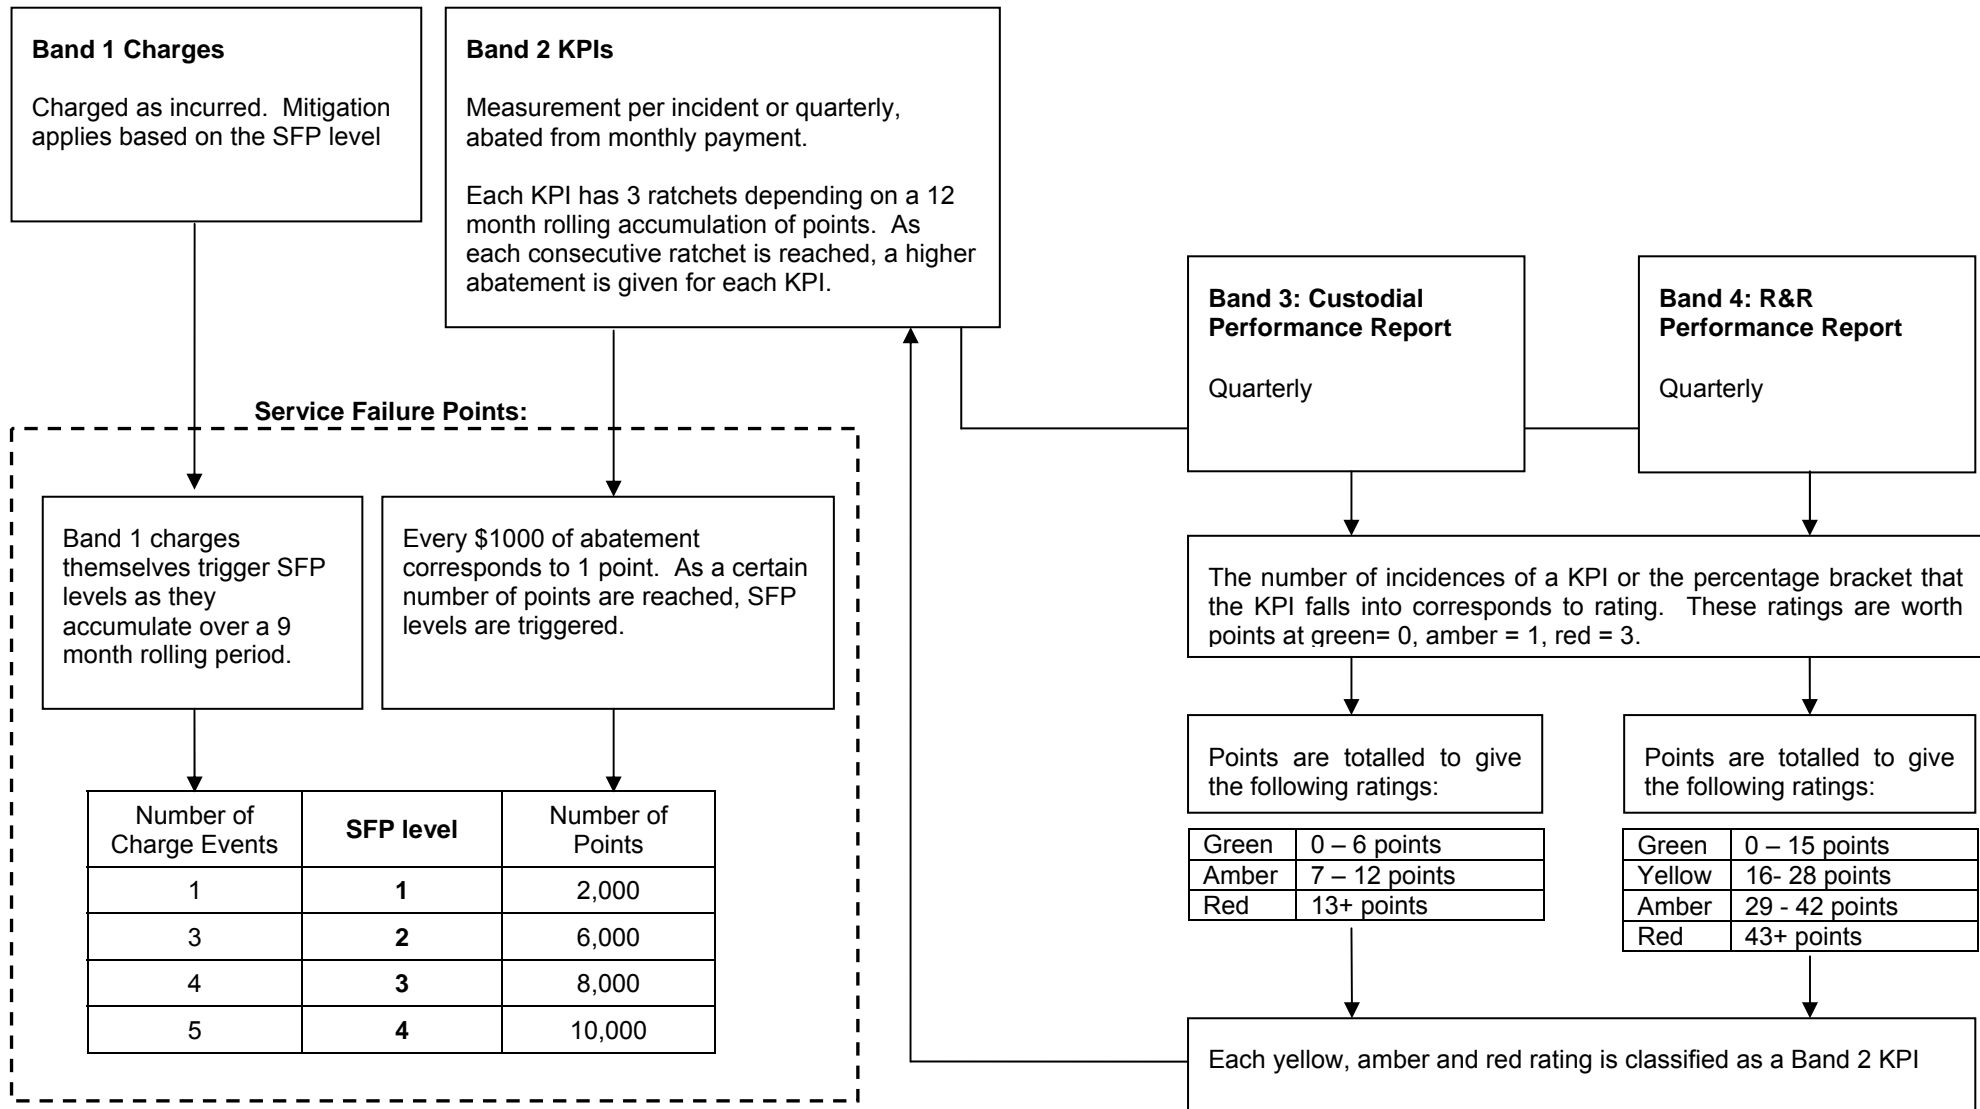 Band 1 Charges
Charged as incurred. Mitigation
applies based on the SFP level
Band 2 KPIs
Measurement per incident or quarterly,
abated from monthly payment.
Each KPI has 3 ratchets depending on a 12
month rolling accumulation of points. As
each consecutive ratchet is reached, a higher
abatement is given for each KPI.
Band 3: Custodial
Performance Report
Quarterly
Band 4: R&R
Performance Report
Quarterly
Service Failure Points:
Band 1 charges
themselves trigger SFP
levels as they
accumulate over a 9
month rolling period.
Every $1000 of abatement
corresponds to 1 point. As a certain
number of points are reached, SFP
levels are triggered.
Number of
Charge Events
SFP level
Number of
Points
1 1 2,000
3 2 6,000
4 3 8,000
5 4 10,000
The number of incidences of a KPI or the percentage bracket that
the KPI falls into corresponds to rating. These ratings are worth
points at green= 0, amber = 1, red = 3.
Points are totalled to give
the following ratings:
Green 0 – 6 points
Amber 7 – 12 points
Red 13+ points
Points are totalled to give
the following ratings:
Green 0 – 15 points
Yellow 16- 28 points
Amber 29 - 42 points
Red 43+ points
Each yellow, amber and red rating is classified as a Band 2 KPI